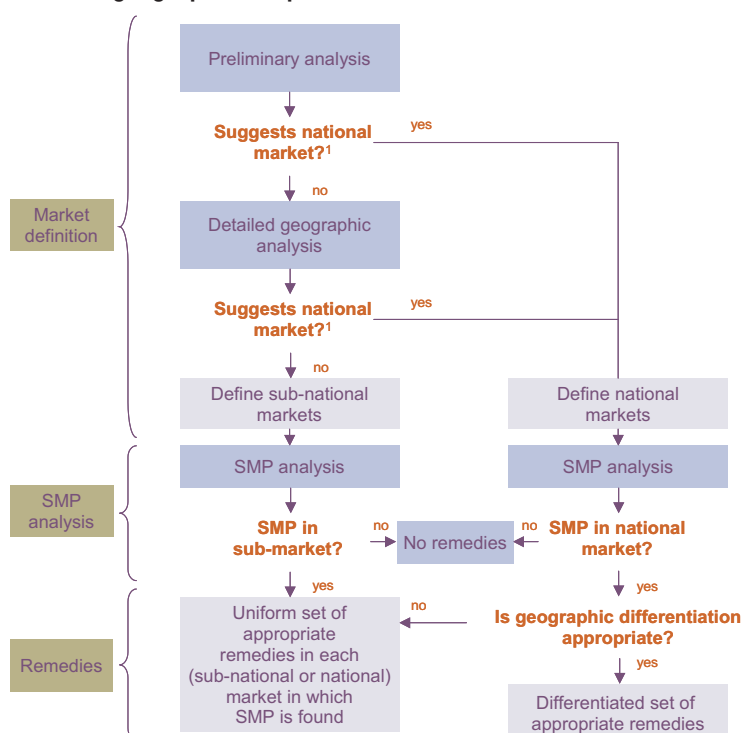 Preliminary analysis
Suggests national
market?¹
yes
no
Market
definition
Detailed geographic
analysis
Suggests national
market?¹
yes
no
Define sub-national
markets
Define national
markets
SMP analysis
SMP analysis
SMP
analysis
SMP in
sub-market?
no
No remedies
no
SMP in national
market?
yes
yes
Remedies
Uniform set of
appropriate
remedies in each
(sub-national or national)
market in which
SMP is found
no
Is geographic differentiation
appropriate?
yes
Differentiated set of
appropriate remedies